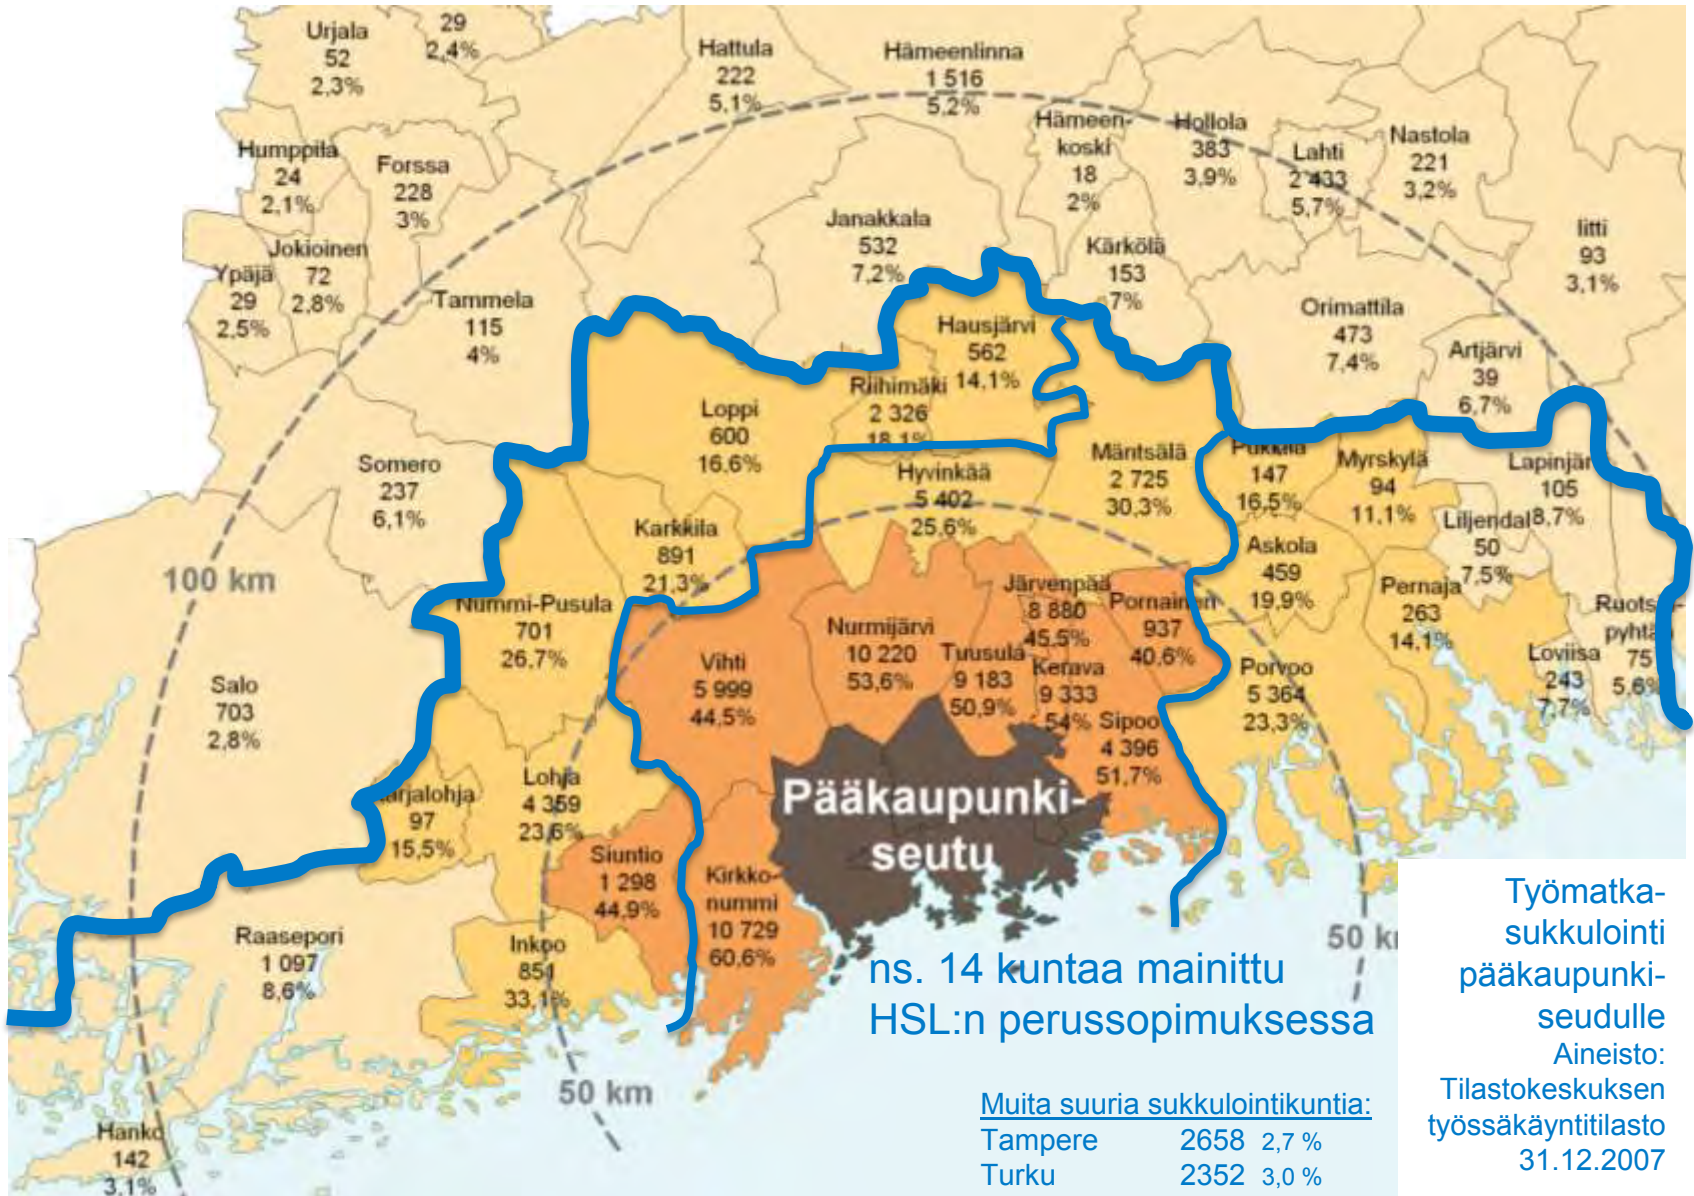 Urjala
52
2,3%
29
2,4%
Hattula
222
5,1%
Hämeenlinna
1 516
5,2%
Humppila
24
2,1%
Forssa
228
3%
Hämeen-
koski
18
2%
Hollola
383
3,9%
Lahti
2 433
5,7%
Nastola
221
3,2%
Iitti
93
3,1%
Ypäjä
29
2,5%
Jokioinen
72
2,8%
Tammela
115
4%
Janakkala
532
7,2%
Kärkölä
153
7%
Orimattila
473
7,4%
Artjärvi
39
6,7%
Hausjärvi
562
14,1%
Riihimäki
2 326
18,1%
Loppi
600
16,6%
Somero
237
6,1%
Hyvinkää
5 402
25,6%
Mäntsälä
2 725
30,3%
Pukkila
147
16,5%
Myrskylä
94
11,1%
Lapinjär
105
8,7%
Liljendal
50
7,5%
Karkkila
891
21,3%
Askola
459
19,9%
Pernaja
263
14,1%
Ruots
pyhtä
75
5,6%
Loviisa
243
7,7%
100 km
Nummi-Pusula
701
26,7%
Vihti
5 999
44,5%
Nurmijärvi
10 220
53,6%
Tuusula
9 183
50,9%
Järvenpää
8 880
45,5%
Kerava
9 333
54%
Pornainen
937
40,6%
Sipoo
4 396
51,7%
Porvoo
5 364
23,3%
Salo
703
2,8%
arjalohja
97
15,5%
Lohja
4 359
23,6%
Siuntio
1 298
44,9%
Kirkko-
nummi
10 729
60,6%
Pääkaupunki-
seutu
Raasepori
1 097
8,6%
Inkoo
851
33,1%
Hanko
142
3,1%
50 km
50 k
ns. 14 kuntaa mainittu
HSL:n perussopimuksessa
Muita suuria sukkulointikuntia:
Tampere 2658 2,7 %
Turku 2352 3,0 %
Työmatka-
sukkulointi
pääkaupunki-
seudulle
Aineisto:
Tilastokeskuksen
työssäkäyntitilasto
31.12.2007